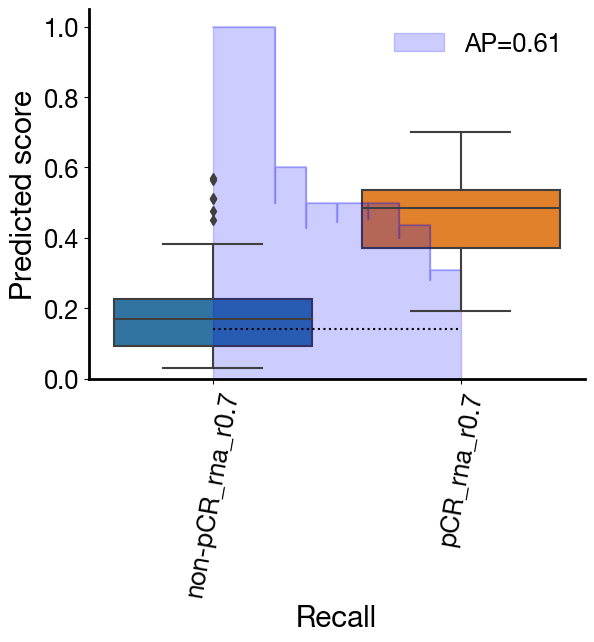 1.0
0.8
0.6
0.4
0.2
0.0
Predicted score
AP=0.61
non-pCR_rna_r0.7
pCR_rna_r0.7
Recall